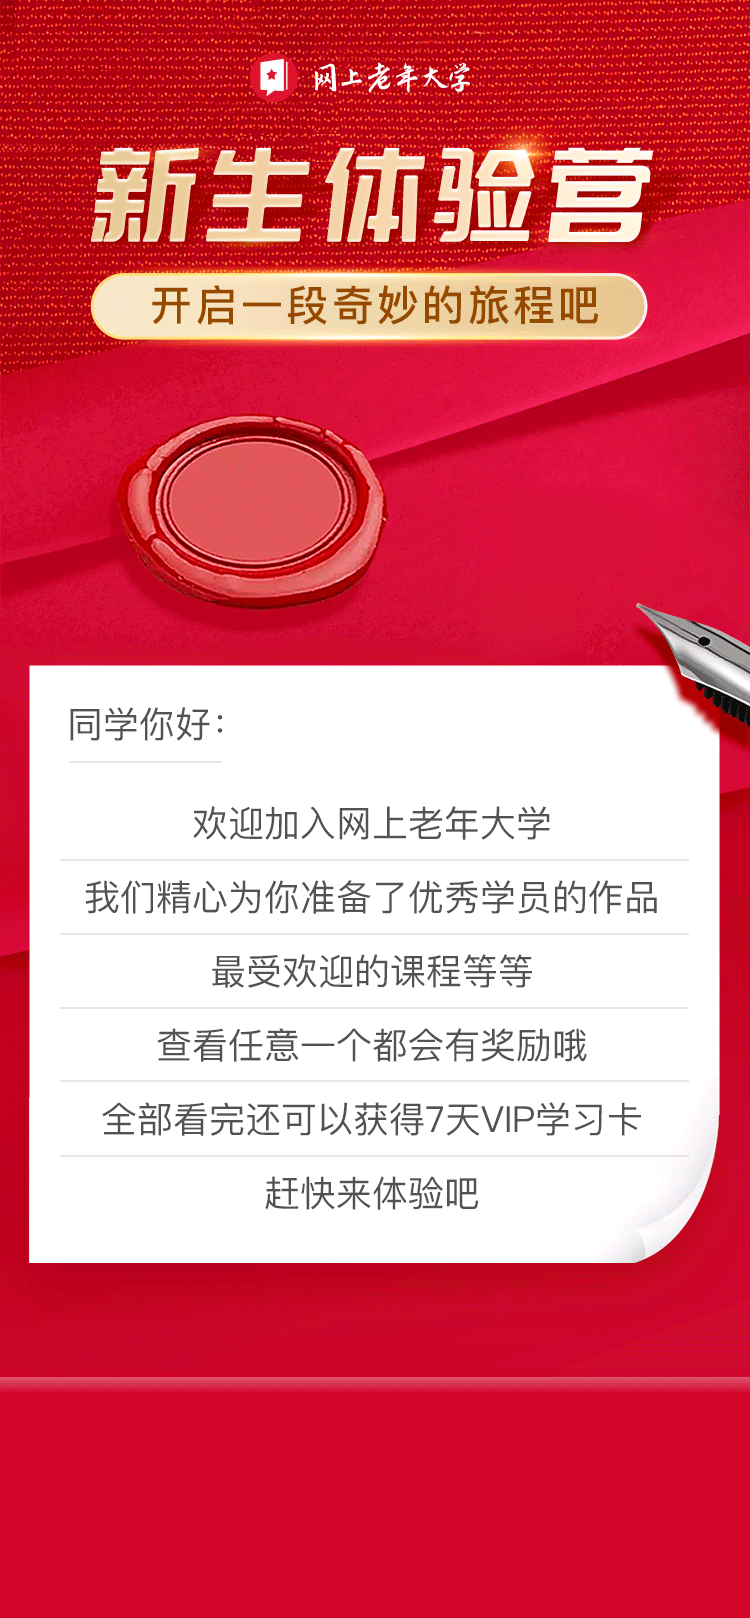 网上老年大学
新生体验营
开启一段奇妙的旅程吧
同学你好：
欢迎加入网上老年大学
我们精心为你准备了优秀学员的作品
最受欢迎的课程等等
查看任意一个都会有奖励哦
全部看完还可以获得7天VIP学习卡
赶快来体验吧